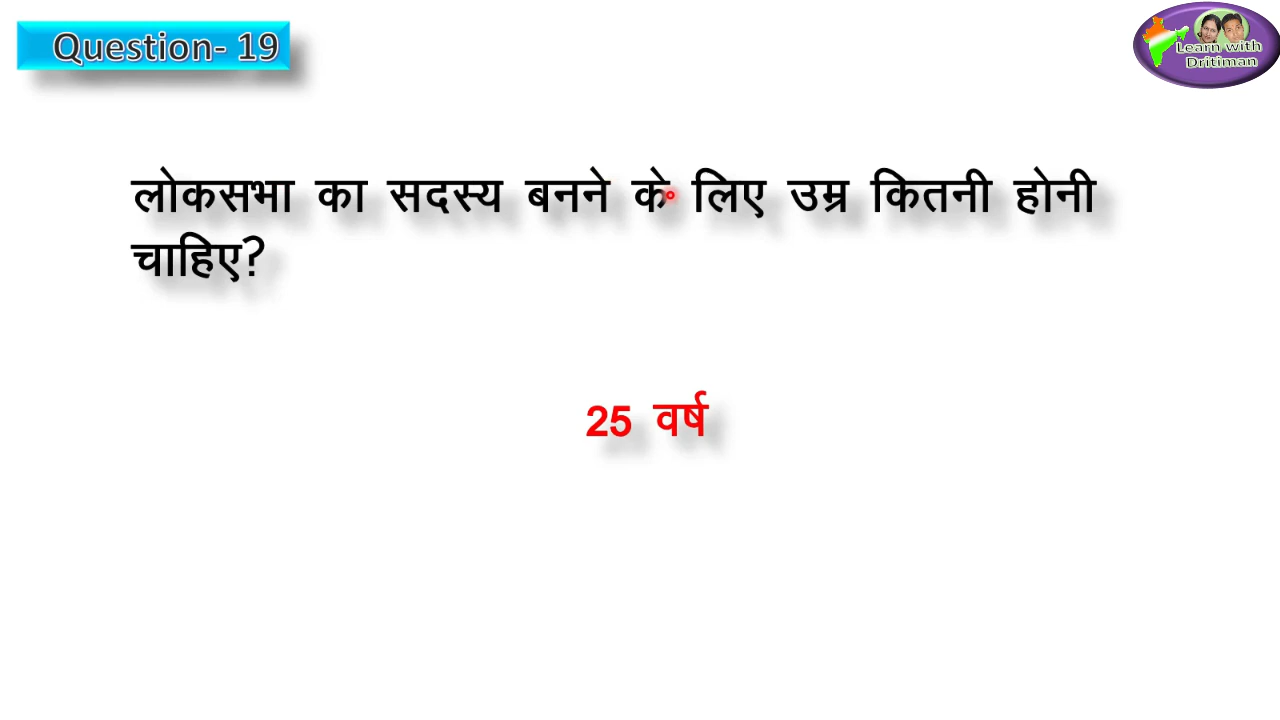 Question- 19
Learn with
Dritiman
लोकसभा का सदस्य बनने के लिए उम्र कितनी होनी
चाहिए?
25 वर्ष